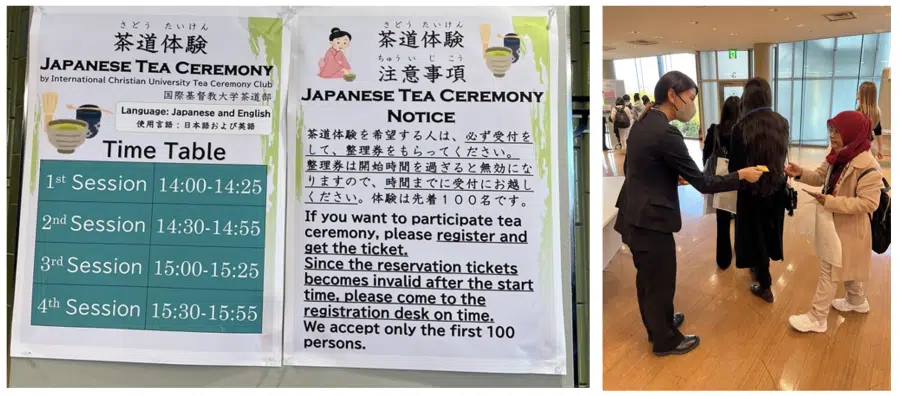 さどう たいけん
茶道体験
JAPANESE TEA CEREMONY
by International Christian University Tea Ceremony Club
国際基督教大学茶道部
Language: Japanese and English
使用言語：日本語および英語
Time Table
1st Session 14:00-14:25
2nd Session 14:30-14:55
3rd Session 15:00-15:25
4th Session 15:30-15:55
さどう たいけん
茶道体験
ちゅう い じ こう
注意事項
JAPANESE TEA CEREMONY
NOTICE
茶道体験を希望する人は、必ず受付を
して、整理券をもらってください。
整理券は開始時間を過ぎると無効にな
りますので、時間までに受付にお越し
ください。体験は先着１００名です。
If you want to participate tea
ceremony, please register and
get the ticket.
Since the reservation tickets
becomes invalid after the start
time, please come to the
registration desk on time.
We accept only the first 100
persons.